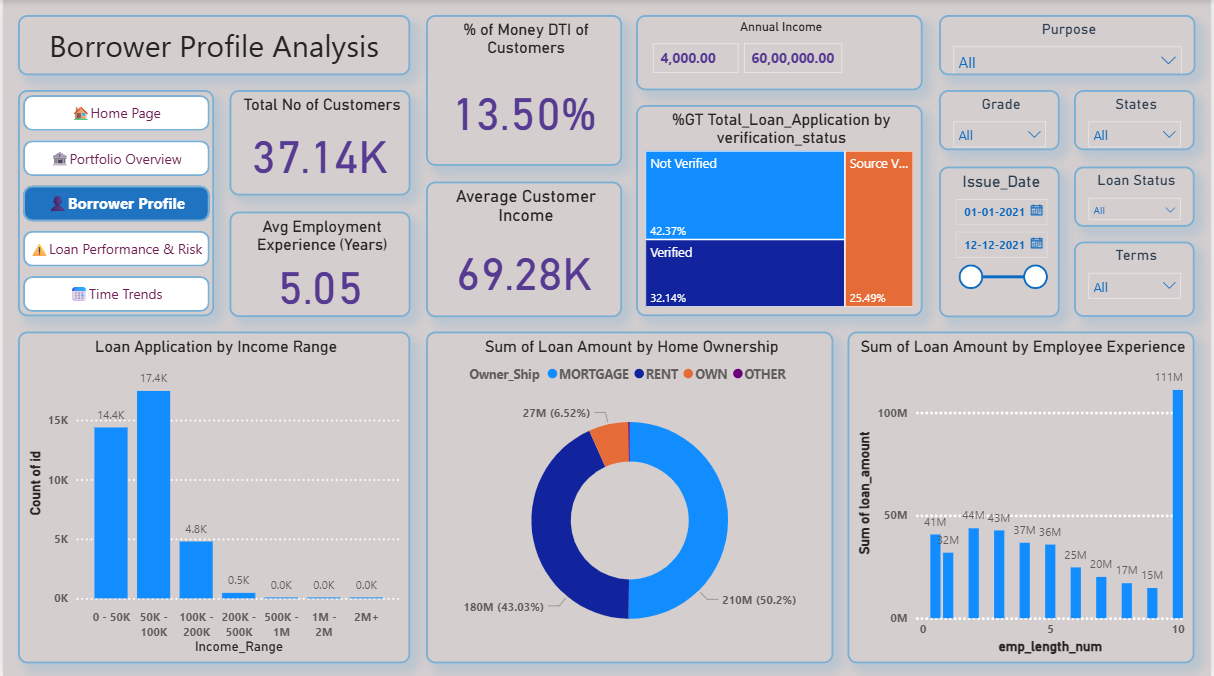 Borrower Profile Analysis
Home Page
Portfolio Overview
Borrower Profile
Loan Performance & Risk
Time Trends
Total No of Customers
37.14K
Avg Employment
Experience (Years)
5.05
% of Money DTI of
Customers
13.50%
Average Customer
Income
69.28K
Annual Income
4,000.00
60,00,000.00
%GT Total_Loan_Application by
verification_status
Not Verified
42.37%
Verified
32.14%
Source V...
25.49%
Purpose
All
Grade
All
States
All
Issue_Date
01-01-2021
12-12-2021
Loan Status
All
Terms
All
Loan Application by Income Range
Count of id
15K
10K
5K
0K
14.4K
17.4K
4.8K
0.5K
0.0K
0.0K
0.0K
0 - 50K
50K -
100K
100K -
200K
200K -
500K
500K -
1M
1M -
2M
2M+
Income_Range
Sum of Loan Amount by Home Ownership
Owner_Ship MORTGAGE RENT OWN OTHER
27M (6.52%)
180M (43.03%)
210M (50.2%)
Sum of Loan Amount by Employee Experience
Sum of loan_amount
100M
50M
0M
41M
32M
44M
43M
37M
36M
25M
20M
17M
15M
111M
0
5
10
emp_length_num